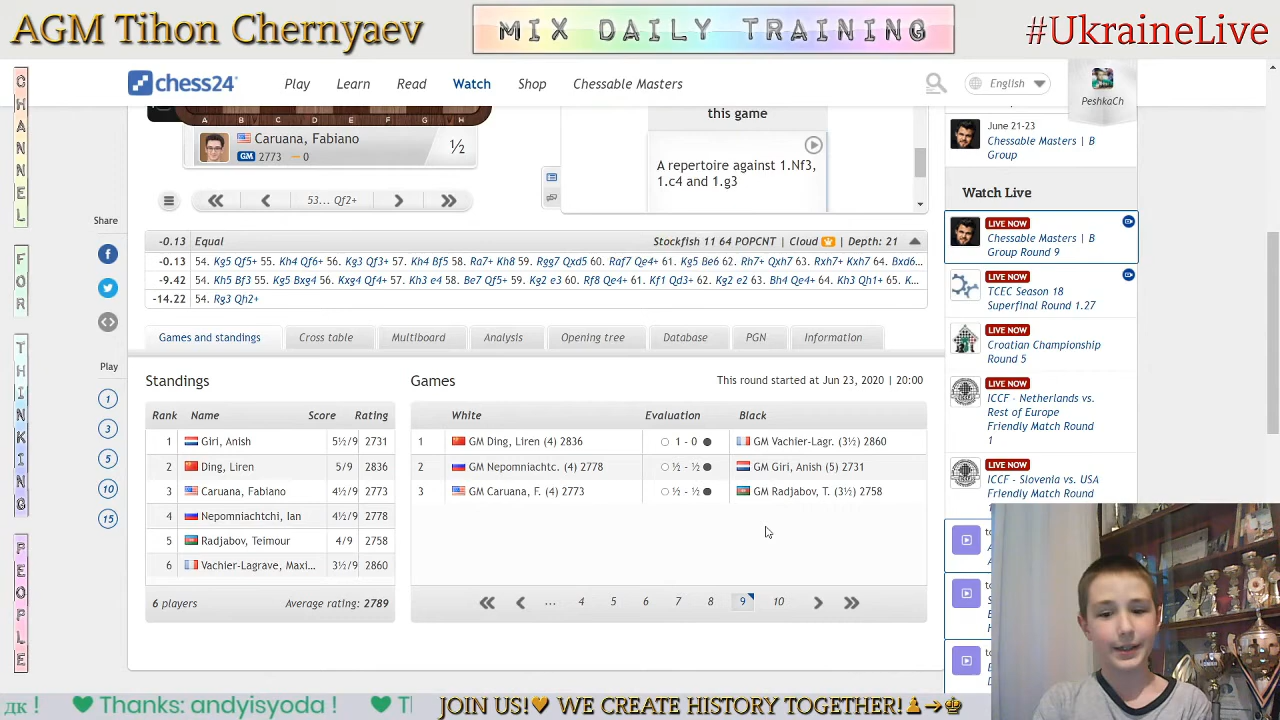 AGM Tihon Chernyaev
MIX DAILY TRAINING
#UkraineLive
CHANNEL FOR THINKING PEOPLE
chess24
Play
Learn
Watch
Shop
Chessable Masters
English
PeshkaCh
A B C D E F G H
Caruana, Fabiano
GM 2773 — 0
½
53... Qf2+
this game
A repertoire against 1.Nf3,
1.c4 and 1.g3
June 21-23
Chessable Masters | B
Group
Watch Live
LIVE NOW
Chessable Masters | B
Group Round 9
LIVE NOW
TCEC Season 18
Superfinal Round 1.27
LIVE NOW
Croatian Championship
Round 5
LIVE NOW
ICCF - Netherlands vs.
Rest of Europe
Friendly Match Round
1
LIVE NOW
ICCF - Slovenia vs. USA
Friendly Match Round
Share
Play
1
3
5
10
15
-0.13 Equal Stockfish 11 64 POPCNT | Cloud | Depth: 21
-0.13 54. Kg5 Qf5+ 55. Kh4 Qf6+ 56. Kg3 Qf3+ 57. Kh4 Bf5 58. Ra7+ Kh8 59. Rgg7 Qxd5 60. Raf7 Qe4+ 61. Kg5 Be6 62. Rh7+ Qxh7 63. Rxh7+ Kxh7 64. Bxd6...
-9.42 54. Kh5 Bf3 55. Kg5 Bxg4 56. Kxg4 Qf4+ 57. Kh3 e4 58. Be7 Qf5+ 59. Kg2 e3 60. Rf8 Qe4+ 61. Kf1 Qd3+ 62. Kg2 e2 63. Bh4 Qe4+ 64. Kh3 Qh1+ 65. K...
-14.22 54. Rg3 Qh2+
Games and standings
Cross table
Multiboard
Analysis
Opening tree
Database
PGN
Information
Standings
Rank Name Score Rating
1 Giri, Anish 5½/9 2731
2 Ding, Liren 5/9 2836
3 Caruana, Fabiano 4½/9 2773
4 Nepomniachtchi, Ian 4½/9 2778
5 Radjabov, Teimour 4/9 2758
6 Vachier-Lagrave, Maxi... 3½/9 2860
6 players Average rating: 2789
Games This round started at Jun 23, 2020 | 20:00
White Evaluation Black
1 GM Ding, Liren (4) 2836 1 - 0 GM Vachier-Lagr. (3½) 2860
2 GM Nepomniachtc. (4) 2778 ½ - ½ GM Giri, Anish (5) 2731
3 GM Caruana, F. (4) 2773 ½ - ½ GM Radjabov, T. (3½) 2758
... 4 5 6 7 8 9 10
дк ! Thanks: andyisyoda !
JOIN US! WE CREATE HISTORY TOGETHER!